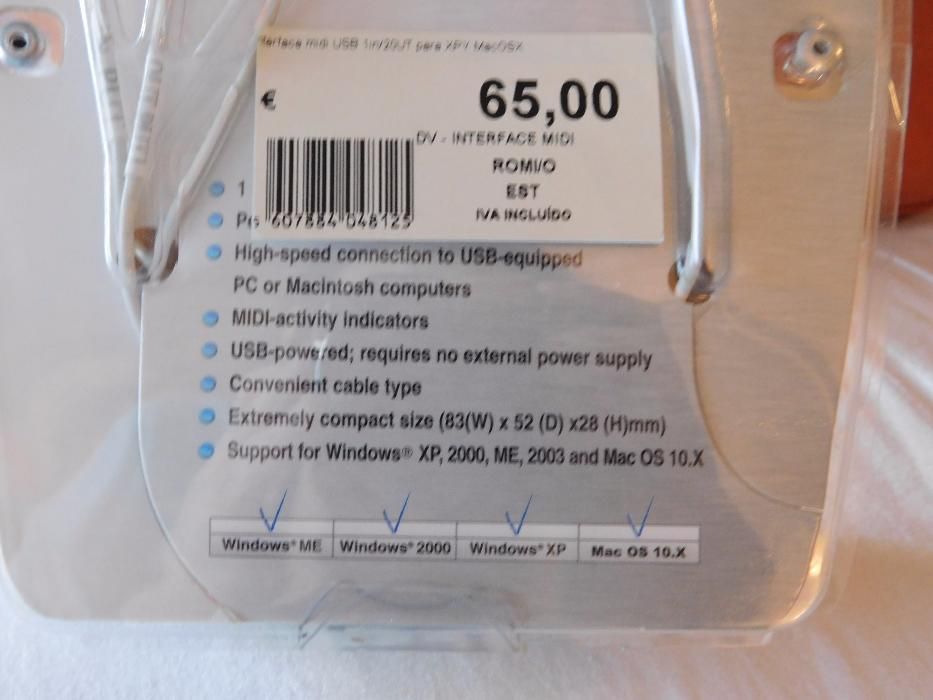 terface midi USB 1in/2OUT para XP/ MacOSX
€ 65,00
DV - INTERFACE MIDI
ROMI/O
EST
IVA INCLUÍDO
607884 048125
1
High-speed connection to USB-equipped
PC or Macintosh computers
MIDI-activity indicators
USB-powered; requires no external power supply
Convenient cable type
Extremely compact size (83(W) x 52 (D) x28 (H)mm)
Support for Windows® XP, 2000, ME, 2003 and Mac OS 10.X
Windows® ME Windows® 2000 Windows® XP Mac OS 10.X